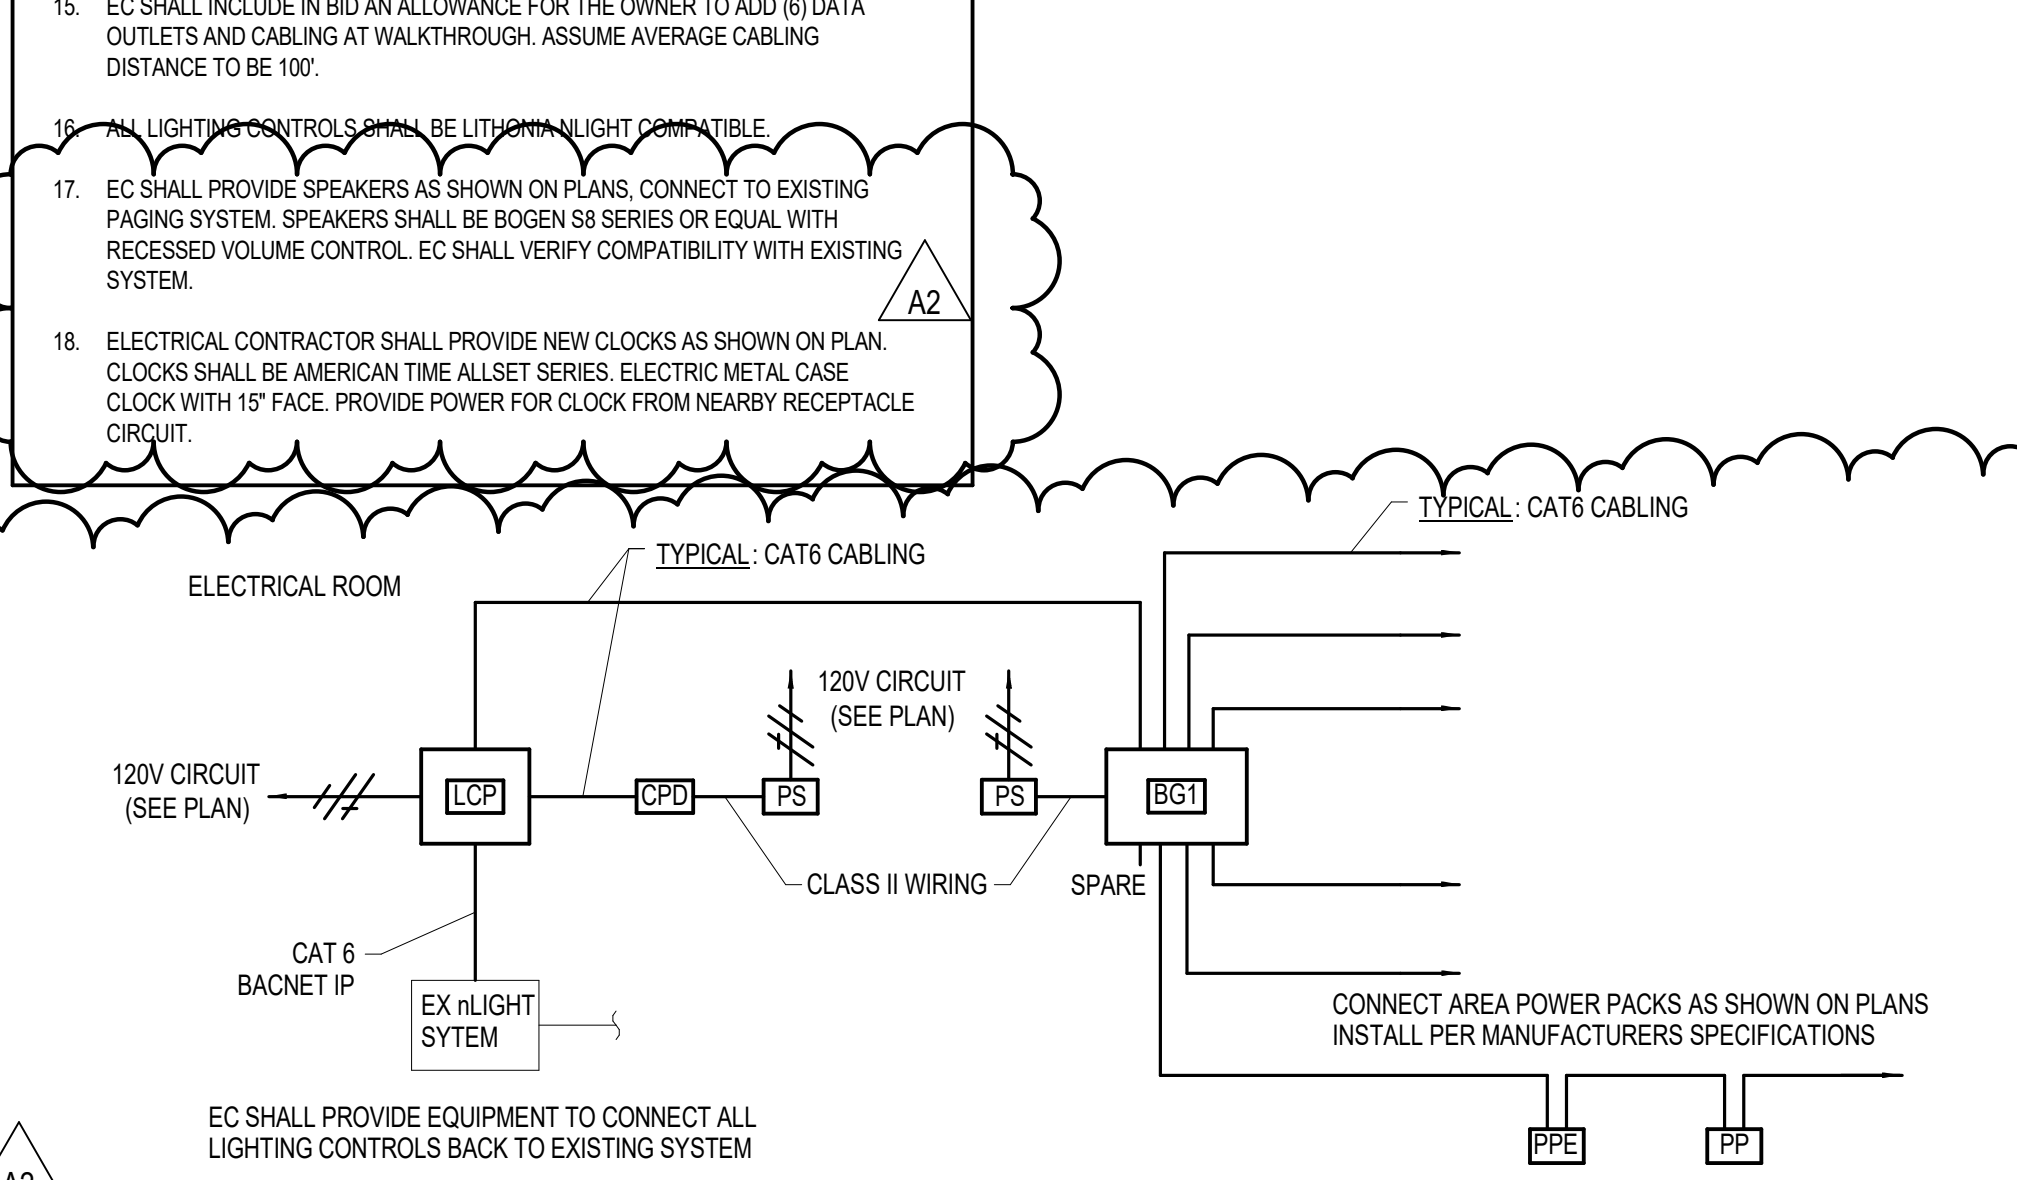 15. EC SHALL INCLUDE IN BID AN ALLOWANCE FOR THE OWNER TO ADD (6) DATA
OUTLETS AND CABLING AT WALKTHROUGH. ASSUME AVERAGE CABLING
DISTANCE TO BE 100'.
16. ALL LIGHTING CONTROLS SHALL BE LITHONIA NLIGHT COMPATIBLE.
17. EC SHALL PROVIDE SPEAKERS AS SHOWN ON PLANS, CONNECT TO EXISTING
PAGING SYSTEM. SPEAKERS SHALL BE BOGEN S8 SERIES OR EQUAL WITH
RECESSED VOLUME CONTROL. EC SHALL VERIFY COMPATIBILITY WITH EXISTING
SYSTEM.
A2
18. ELECTRICAL CONTRACTOR SHALL PROVIDE NEW CLOCKS AS SHOWN ON PLAN.
CLOCKS SHALL BE AMERICAN TIME ALLSET SERIES. ELECTRIC METAL CASE
CLOCK WITH 15" FACE. PROVIDE POWER FOR CLOCK FROM NEARBY RECEPTACLE
CIRCUIT.
TYPICAL: CAT6 CABLING
TYPICAL: CAT6 CABLING
ELECTRICAL ROOM
120V CIRCUIT
(SEE PLAN)
120V CIRCUIT
(SEE PLAN)
LCP
CPD
PS
PS
BG1
CLASS II WIRING
SPARE
CAT 6
BACNET IP
EX nLIGHT
SYTEM
CONNECT AREA POWER PACKS AS SHOWN ON PLANS
INSTALL PER MANUFACTURERS SPECIFICATIONS
EC SHALL PROVIDE EQUIPMENT TO CONNECT ALL
LIGHTING CONTROLS BACK TO EXISTING SYSTEM
PPE
PP